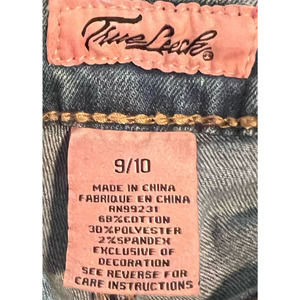 True Luck®
9/10
MADE IN CHINA
FABRIQUE EN CHINA
RN99231
68%COTTON
30%POLYESTER
2%SPANDEX
EXCLUSIVE OF
DECORATION
SEE REVERSE FOR
CARE INSTRUCTIONS